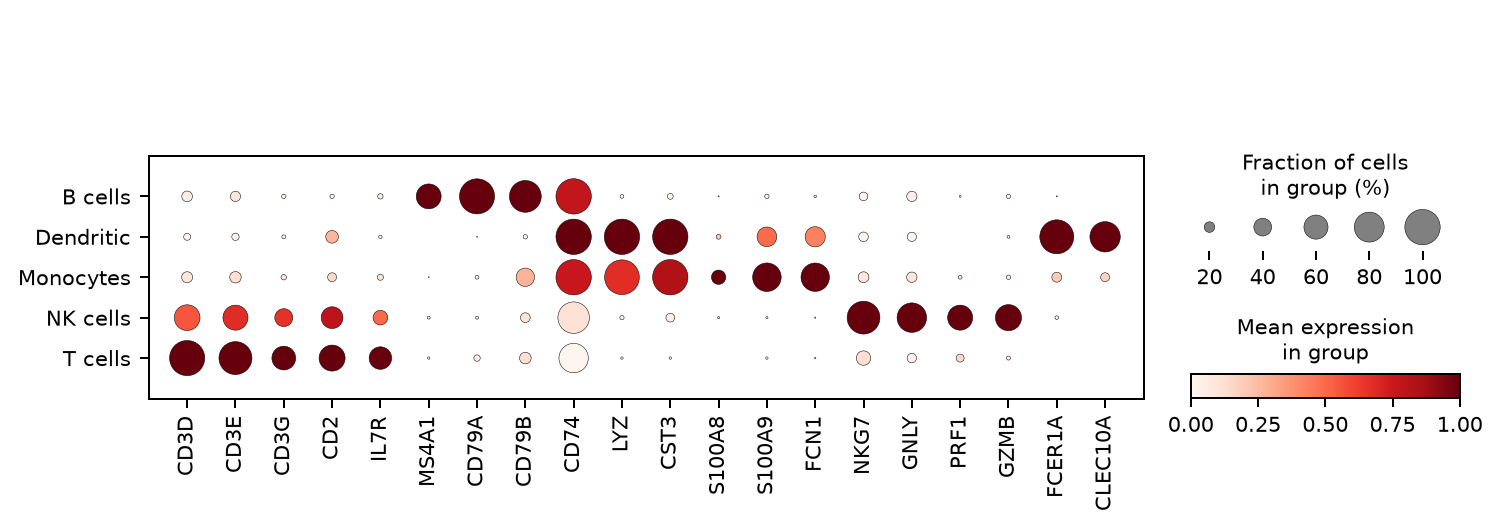 B cells
Dendritic
Monocytes
NK cells
T cells
CD3D
CD3E
CD3G
CD2
IL7R
MS4A1
CD79A
CD79B
CD74
LYZ
CST3
S100A8
S100A9
FCN1
NKG7
GNLY
PRF1
GZMB
FCER1A
CLEC10A
Fraction of cells
in group (%)
20 40 60 80 100
Mean expression
in group
0.00 0.25 0.50 0.75 1.00